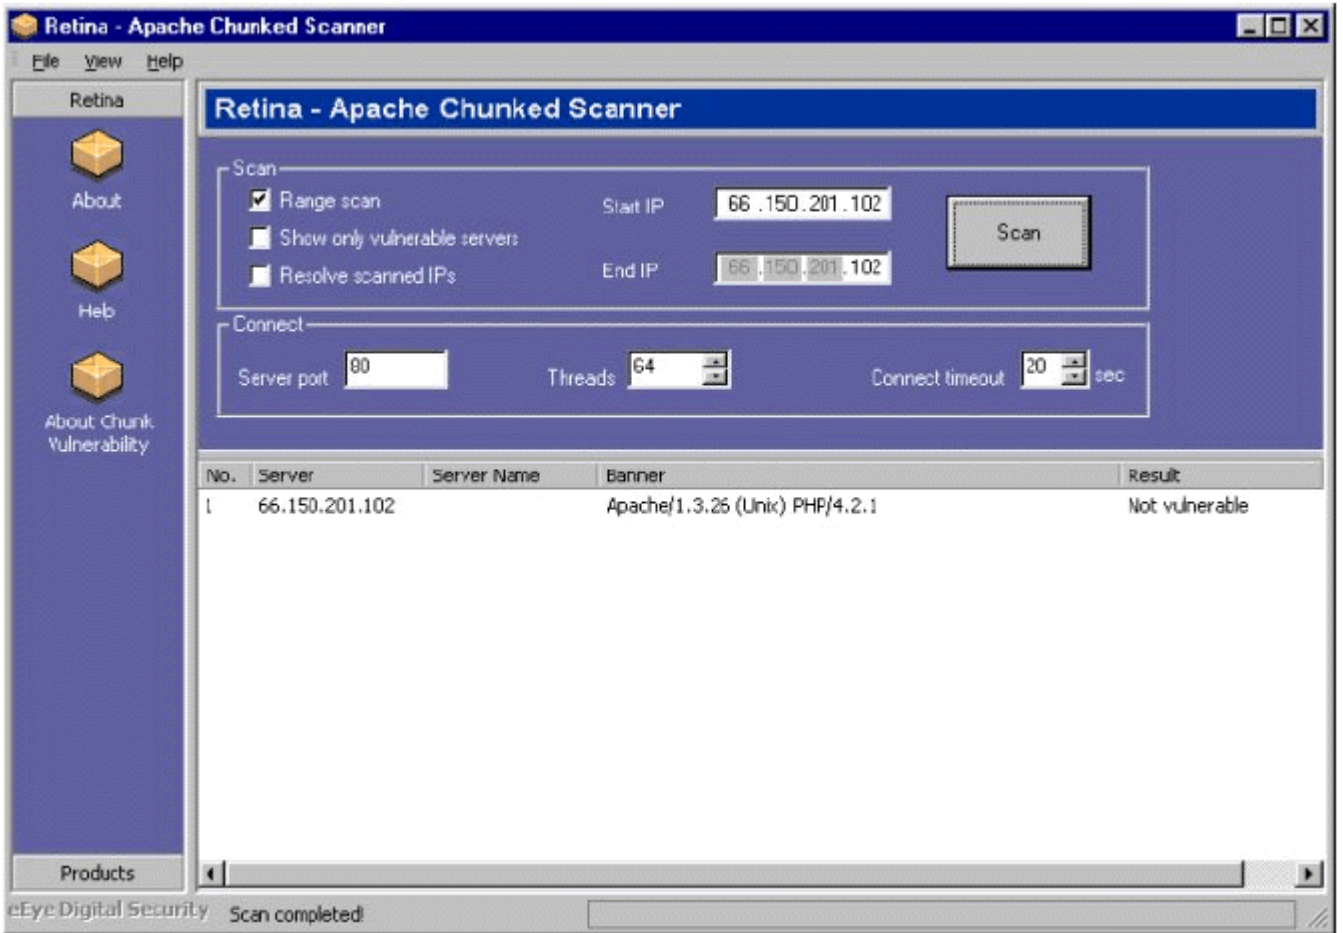 Retina - Apache Chunked Scanner
File View Help
Retina
About
Help
About Chunk
Vulnerability
Products
Retina - Apache Chunked Scanner
Scan
Range scan
Show only vulnerable servers
Resolve scanned IPs
Start IP 66 .150.201.102
End IP 66 .150.201.102
Scan
Connect
Server port 80
Threads 64
Connect timeout 20 sec
No. Server Server Name Banner Result
1 66.150.201.102 Apache/1.3.26 (Unix) PHP/4.2.1 Not vulnerable
eEye Digital Security Scan completed!